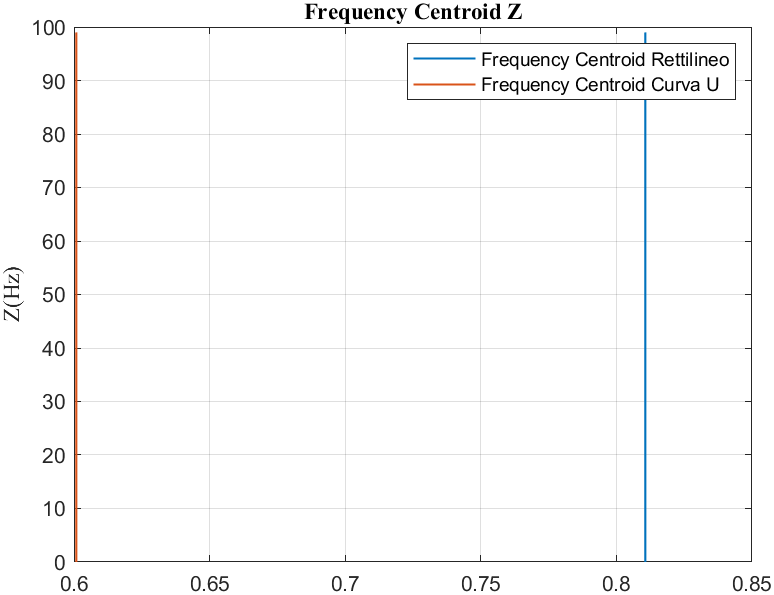 Frequency Centroid Z
Frequency Centroid Rettilineo
Frequency Centroid Curva U
Z(Hz)
100
90
80
70
60
50
40
30
20
10
0
0.6 0.65 0.7 0.75 0.8 0.85